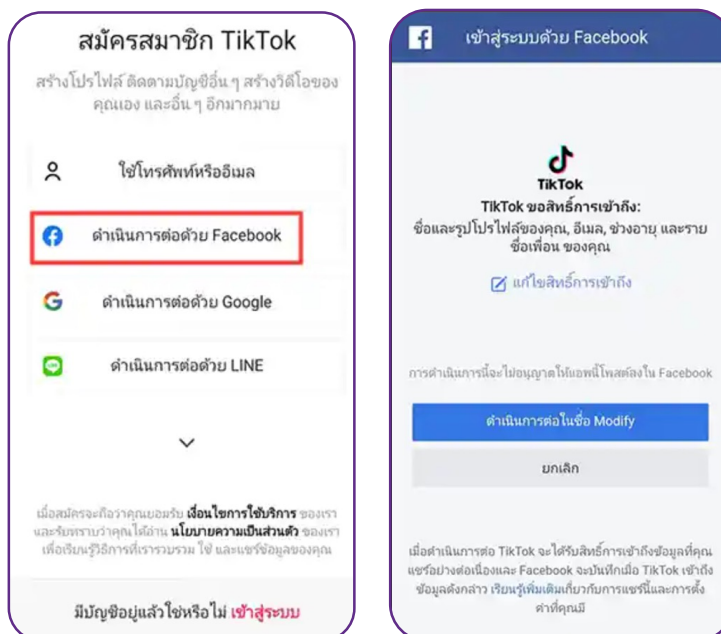 สมัครสมาชิก TikTok
สร้างโปรไฟล์ ติดตามบัญชีอื่น ๆ สร้างวิดีโอของ
คุณเอง และอื่น ๆ อีกมากมาย
ใช้โทรศัพท์หรืออีเมล
ดำเนินการต่อด้วย Facebook
ดำเนินการต่อด้วย Google
ดำเนินการต่อด้วย LINE
เมื่อสมัครจะถือว่าคุณยอมรับ เงื่อนไขการใช้บริการ ของเรา
และรับทราบว่าคุณได้อ่าน นโยบายความเป็นส่วนตัว ของเรา
เพื่อเรียนรู้วิธีการที่เรารวบรวม ใช้ และแชร์ข้อมูลของคุณ
มีบัญชีอยู่แล้วใช่หรือไม่ เข้าสู่ระบบ
เข้าสู่ระบบด้วย Facebook
TikTok
TikTok ขอสิทธิ์การเข้าถึง:
ชื่อและรูปโปรไฟล์ของคุณ, อีเมล, ช่วงอายุ และราย
ชื่อเพื่อน ของคุณ
แก้ไขสิทธิ์การเข้าถึง
การดำเนินการนี้จะไม่อนุญาตให้แอพนี้โพสต์ลงใน Facebook
ดำเนินการต่อในชื่อ Modify
ยกเลิก
เมื่อดำเนินการต่อ TikTok จะได้รับสิทธิ์การเข้าถึงข้อมูลที่คุณ
แชร์อย่างต่อเนื่องและ Facebook จะบันทึกเมื่อ TikTok เข้าถึง
ข้อมูลดังกล่าว เรียนรู้เพิ่มเติมเกี่ยวกับการแชร์นี้และการตั้ง
ค่าที่คุณมี